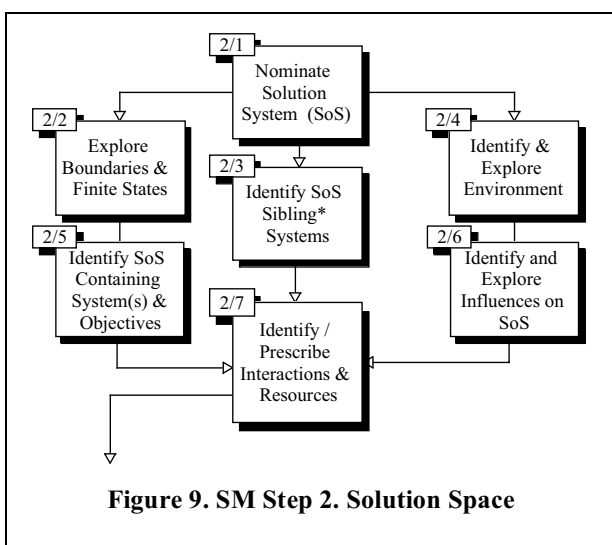 2/1
Nominate
Solution
System (SoS)
2/2
Explore
Boundaries &
Finite States
2/3
Identify SoS
Sibling*
Systems
2/4
Identify &
Explore
Environment
2/5
Identify SoS
Containing
System(s) &
Objectives
2/6
Identify and
Explore
Influences on
SoS
2/7
Identify /
Prescribe
Interactions &
Resources
Figure 9. SM Step 2. Solution Space